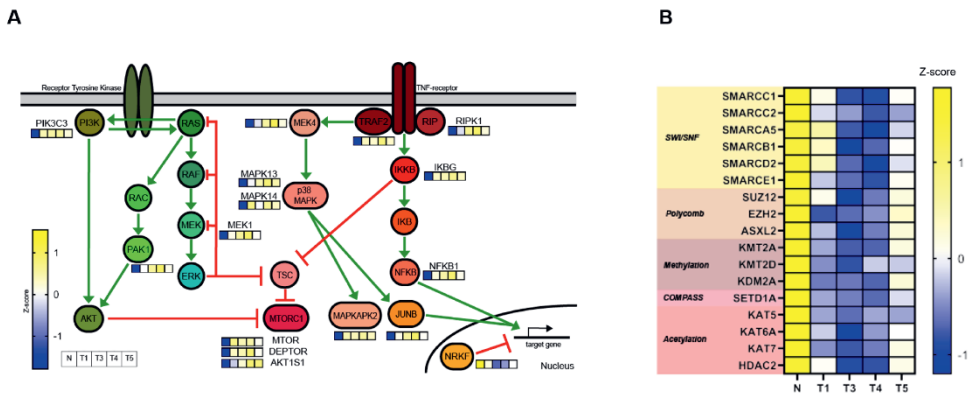 A
B
Receptor Tyrosine Kinase
TNF-receptor
PIK3C3
PI3K
RAS
MEK4
TRAF2
RIP
RIPK1
RAF
MAPK13
MAPK14
p38
MAPK
IKKB
IKBG
RAC
MEK
MEK1
IKB
PAK1
ERK
TSC
NFKB
NFKB1
AKT
MTORC1
MAPKAPK2
JUNB
MTOR
DEPTOR
AKT1S1
NRKF
target gene
Nucleus
Z-score
1
0
-1
N T1 T3 T4 T5
Z-score
SWI/SNF
SMARCC1
SMARCC2
SMARCA5
SMARCB1
SMARCD2
SMARCE1
Polycomb
SUZ12
EZH2
ASXL2
Methylation
KMT2A
KMT2D
KDM2A
COMPASS
SETD1A
Acetylation
KAT5
KAT6A
KAT7
HDAC2
N T1 T3 T4 T5
1
0
-1